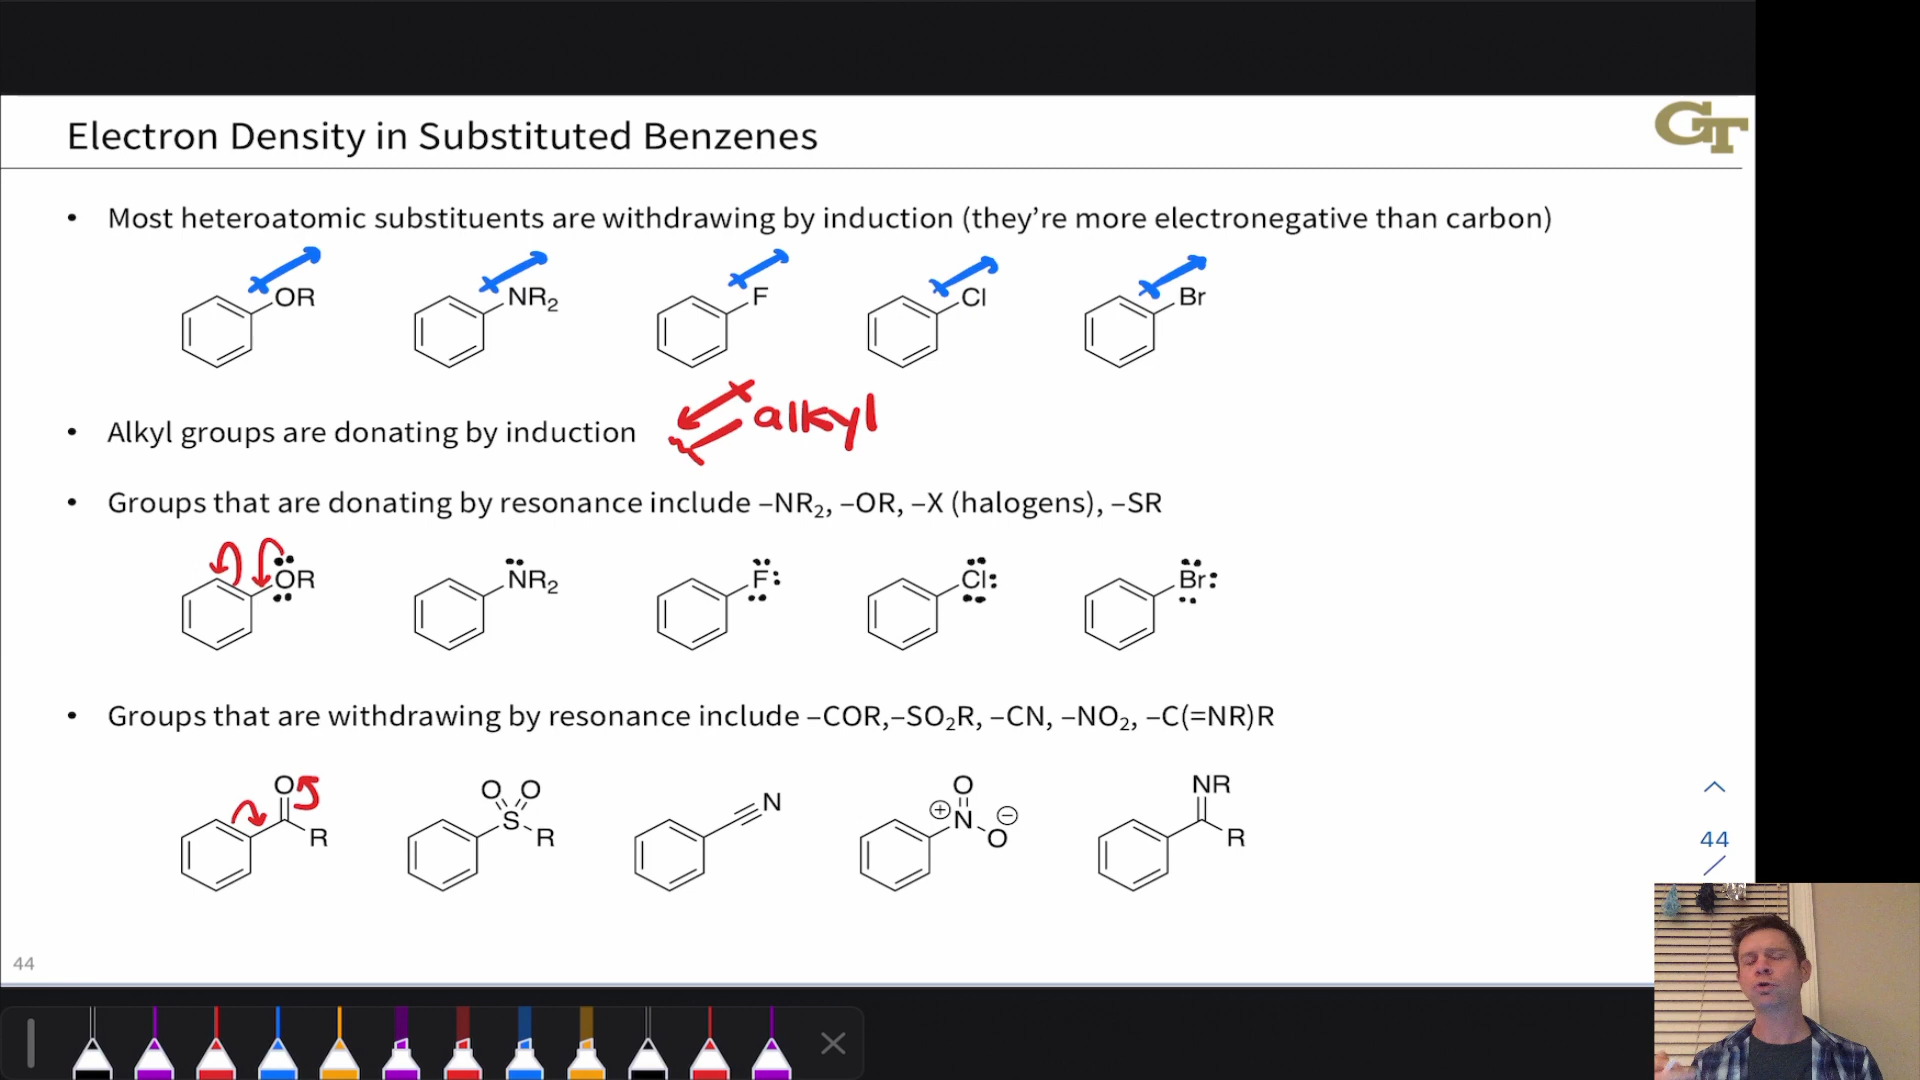 Electron Density in Substituted Benzenes
GT
• Most heteroatomic substituents are withdrawing by induction (they’re more electronegative than carbon)
OR NR₂ F Cl Br
• Alkyl groups are donating by induction
alkyl
• Groups that are donating by resonance include –NR₂, –OR, –X (halogens), –SR
OR NR₂ F Cl Br
• Groups that are withdrawing by resonance include –COR,–SO₂R, –CN, –NO₂, –C(=NR)R
O O O O NR
N ⊕ N ⊖
S R O
R R
44
/
44